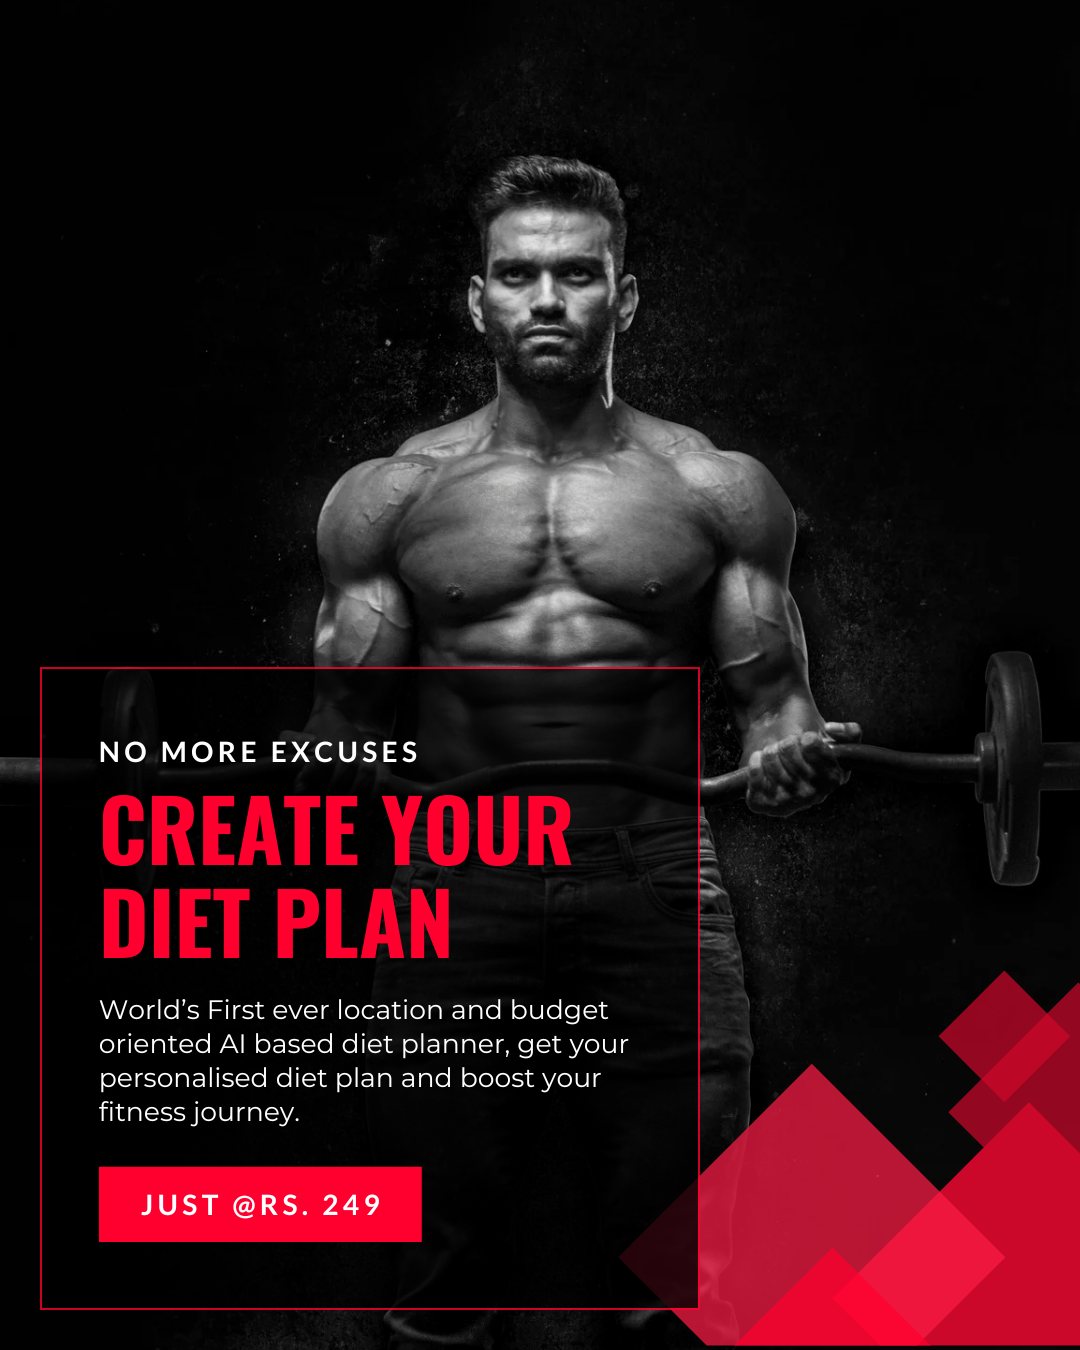 NO MORE EXCUSES
CREATE YOUR
DIET PLAN
World’s First ever location and budget
oriented AI based diet planner, get your
personalised diet plan and boost your
fitness journey.
JUST @RS. 249